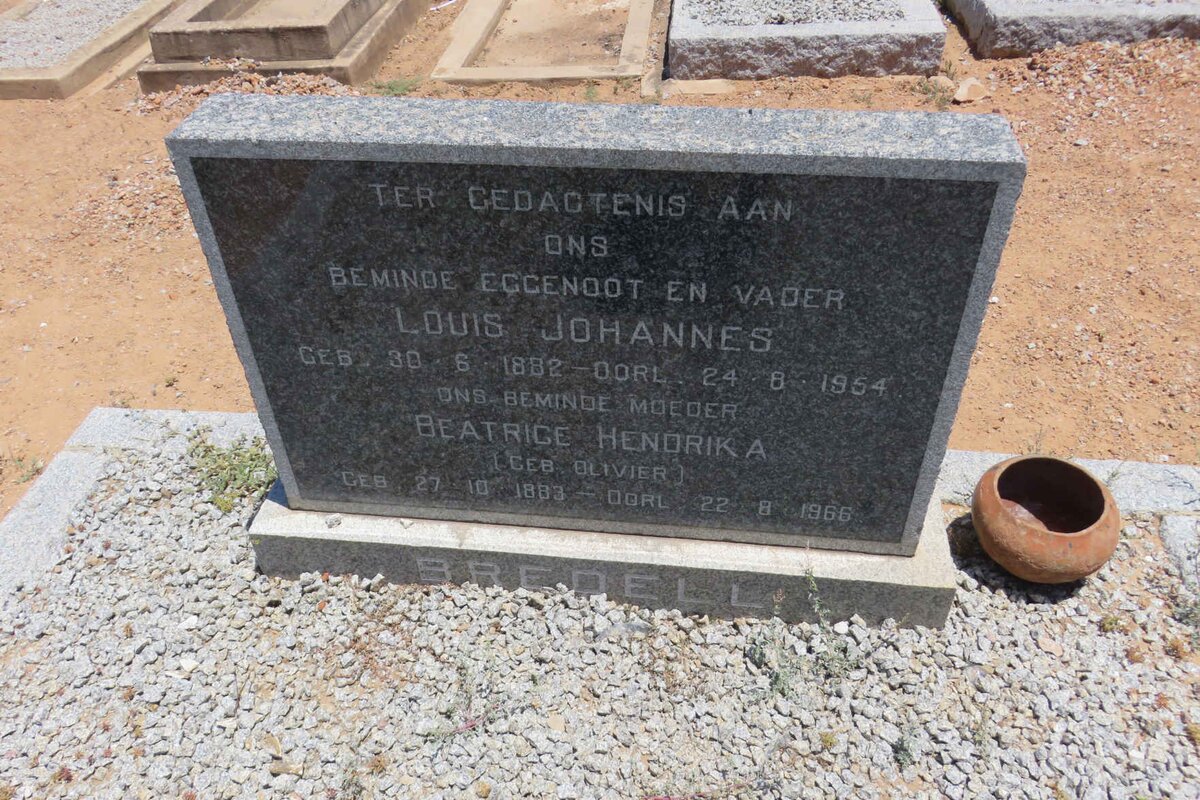 TER GEDAGTENIS AAN
ONS
BEMINDE EGGENOOT EN VADER
LOUIS JOHANNES
GEB. 30 - 6 - 1882 — OORL. 24 - 8 - 1954
ONS BEMINDE MOEDER
BEATRICE HENDRIKA
(GEB. OLIVIER)
GEB. 27 - 10 - 1883 — OORL. 22 - 8 - 1966
BREDELL